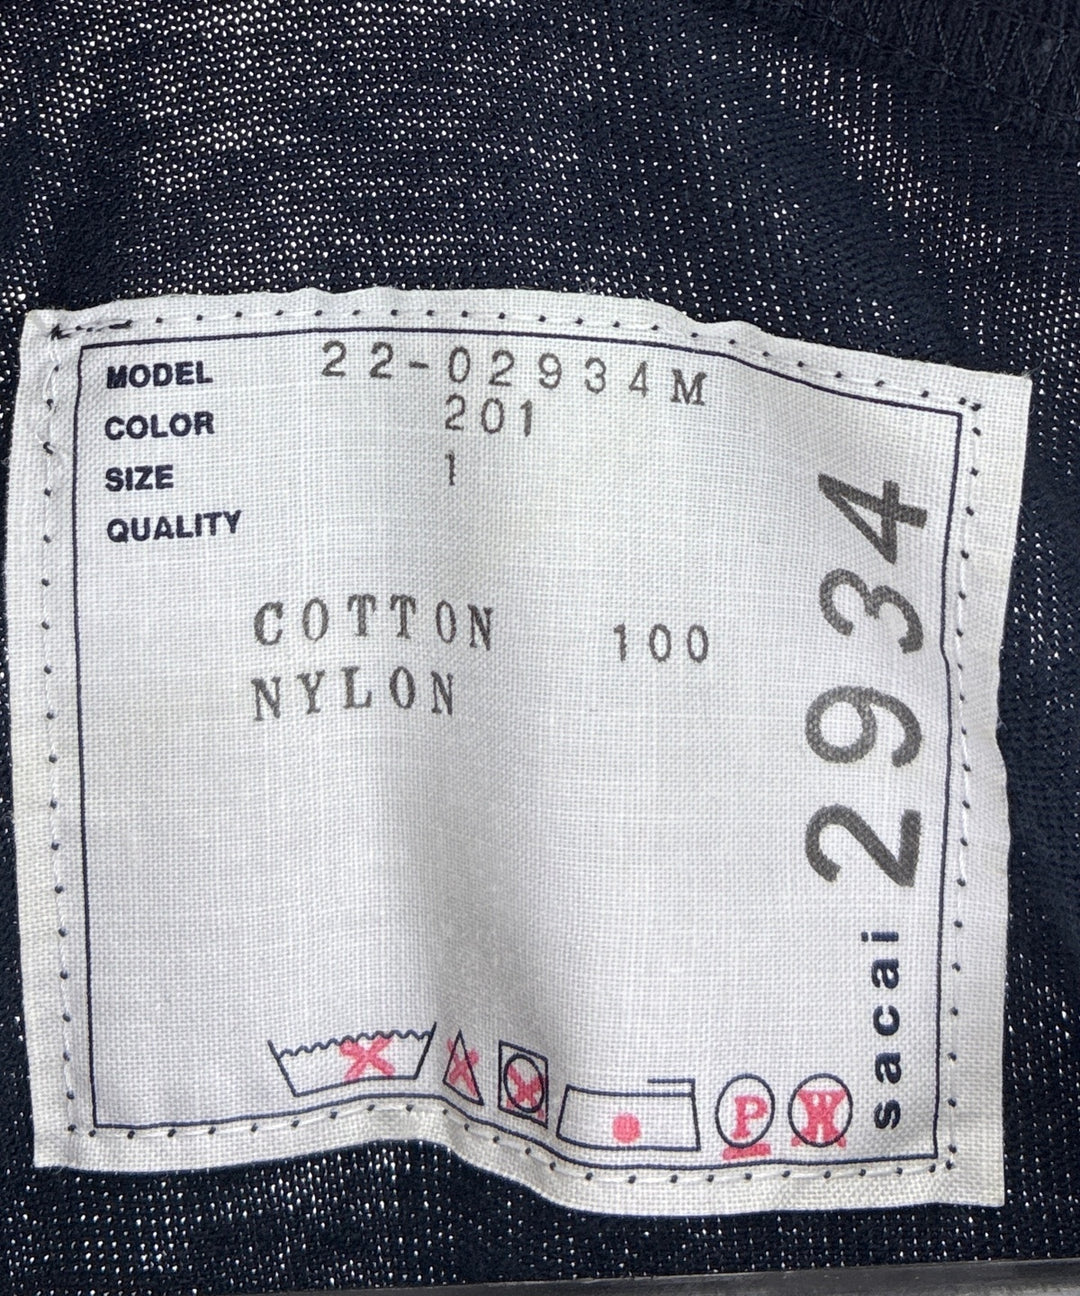 MODEL 22-02934M
COLOR 201
SIZE 1
QUALITY
COTTON 100
NYLON
sacai 2934
P
W